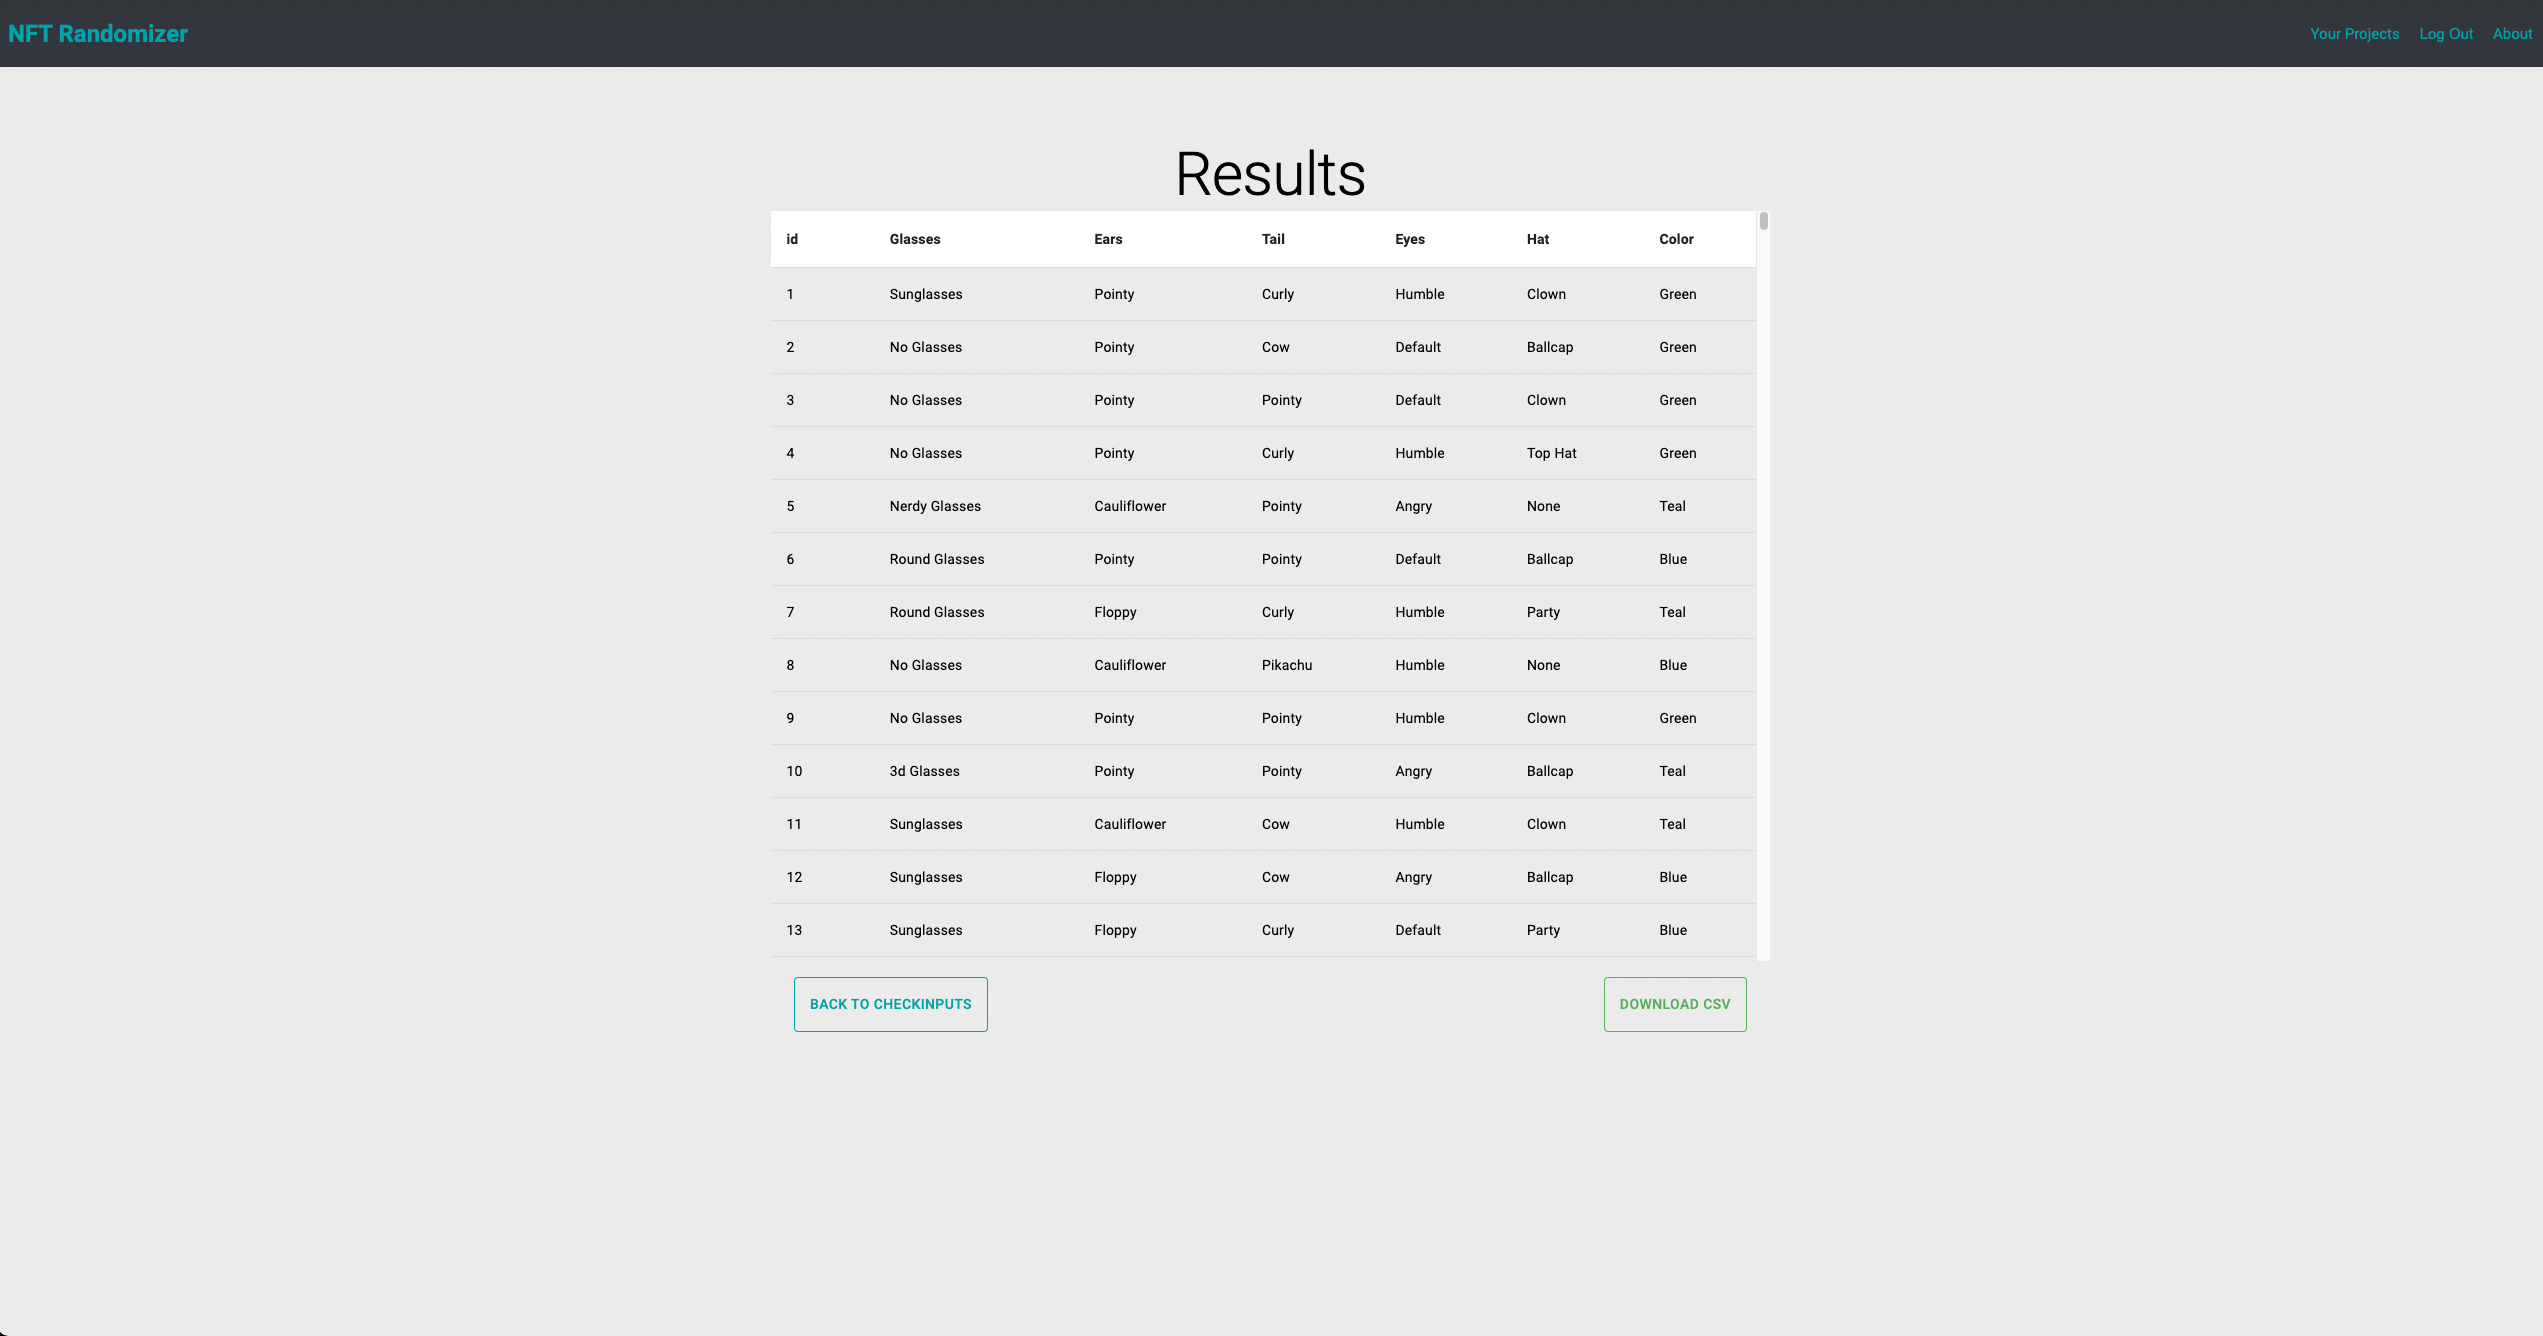 NFT Randomizer Your Projects Log Out About
Results
id Glasses Ears Tail Eyes Hat Color
1 Sunglasses Pointy Curly Humble Clown Green
2 No Glasses Pointy Cow Default Ballcap Green
3 No Glasses Pointy Pointy Default Clown Green
4 No Glasses Pointy Curly Humble Top Hat Green
5 Nerdy Glasses Cauliflower Pointy Angry None Teal
6 Round Glasses Pointy Pointy Default Ballcap Blue
7 Round Glasses Floppy Curly Humble Party Teal
8 No Glasses Cauliflower Pikachu Humble None Blue
9 No Glasses Pointy Pointy Humble Clown Green
10 3d Glasses Pointy Pointy Angry Ballcap Teal
11 Sunglasses Cauliflower Cow Humble Clown Teal
12 Sunglasses Floppy Cow Angry Ballcap Blue
13 Sunglasses Floppy Curly Default Party Blue
BACK TO CHECKINPUTS DOWNLOAD CSV